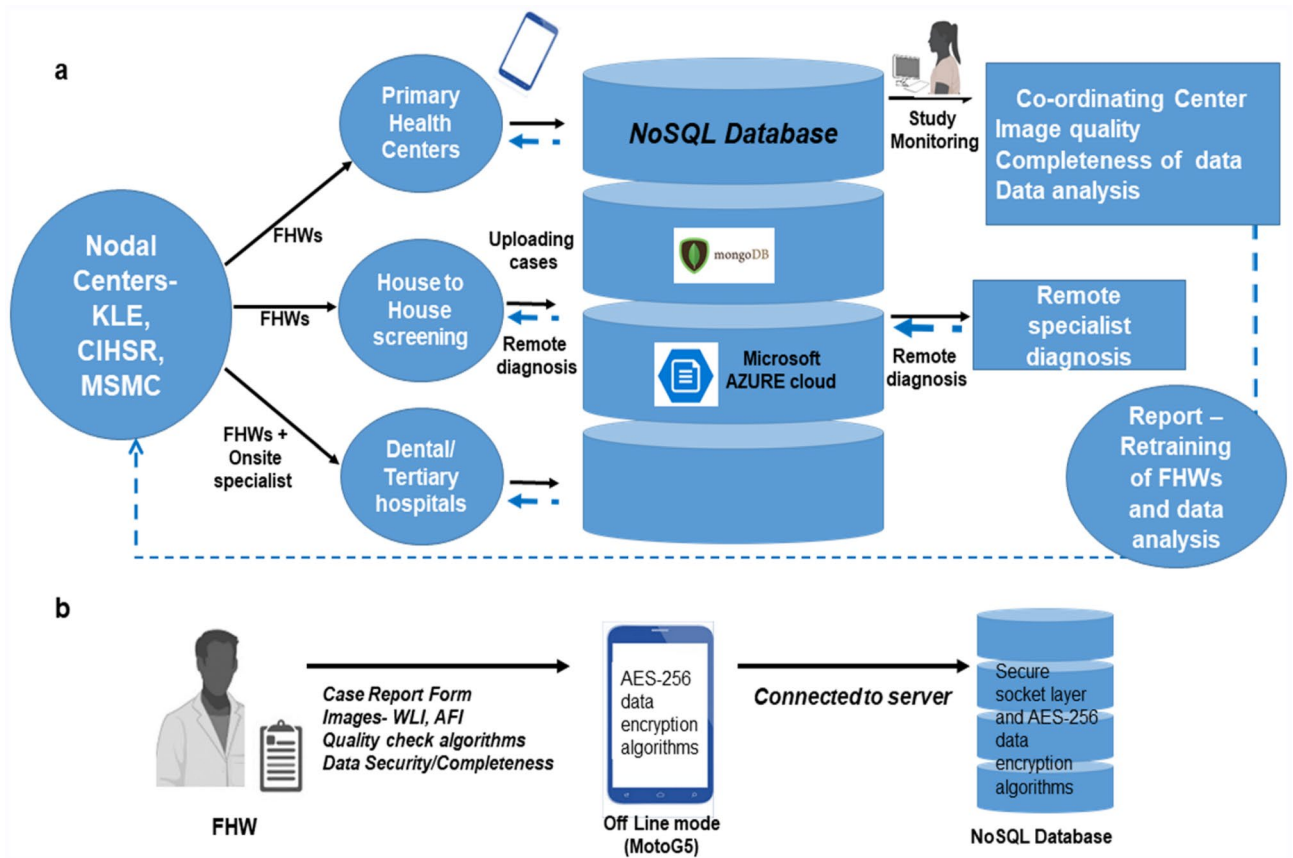 a
Primary
Health
Centers
NoSQL Database
Study
Monitoring
Co-ordinating Center
Image quality
Completeness of data
Data analysis
Nodal
Centers-
KLE,
CIHSR,
MSMC
FHWs
FHWs
FHWs +
Onsite
specialist
House to
House
screening
Uploading
cases
Remote
diagnosis
mongoDB
Microsoft
AZURE cloud
Remote
diagnosis
Remote
specialist
diagnosis
Dental/
Tertiary
hospitals
Report –
Retraining
of FHWs
and data
analysis
b
FHW
Case Report Form
Images- WLI, AFI
Quality check algorithms
Data Security/Completeness
AES-256
data
encryption
algorithms
Off Line mode
(MotoG5)
Connected to server
Secure
socket layer
and AES-256
data
encryption
algorithms
NoSQL Database